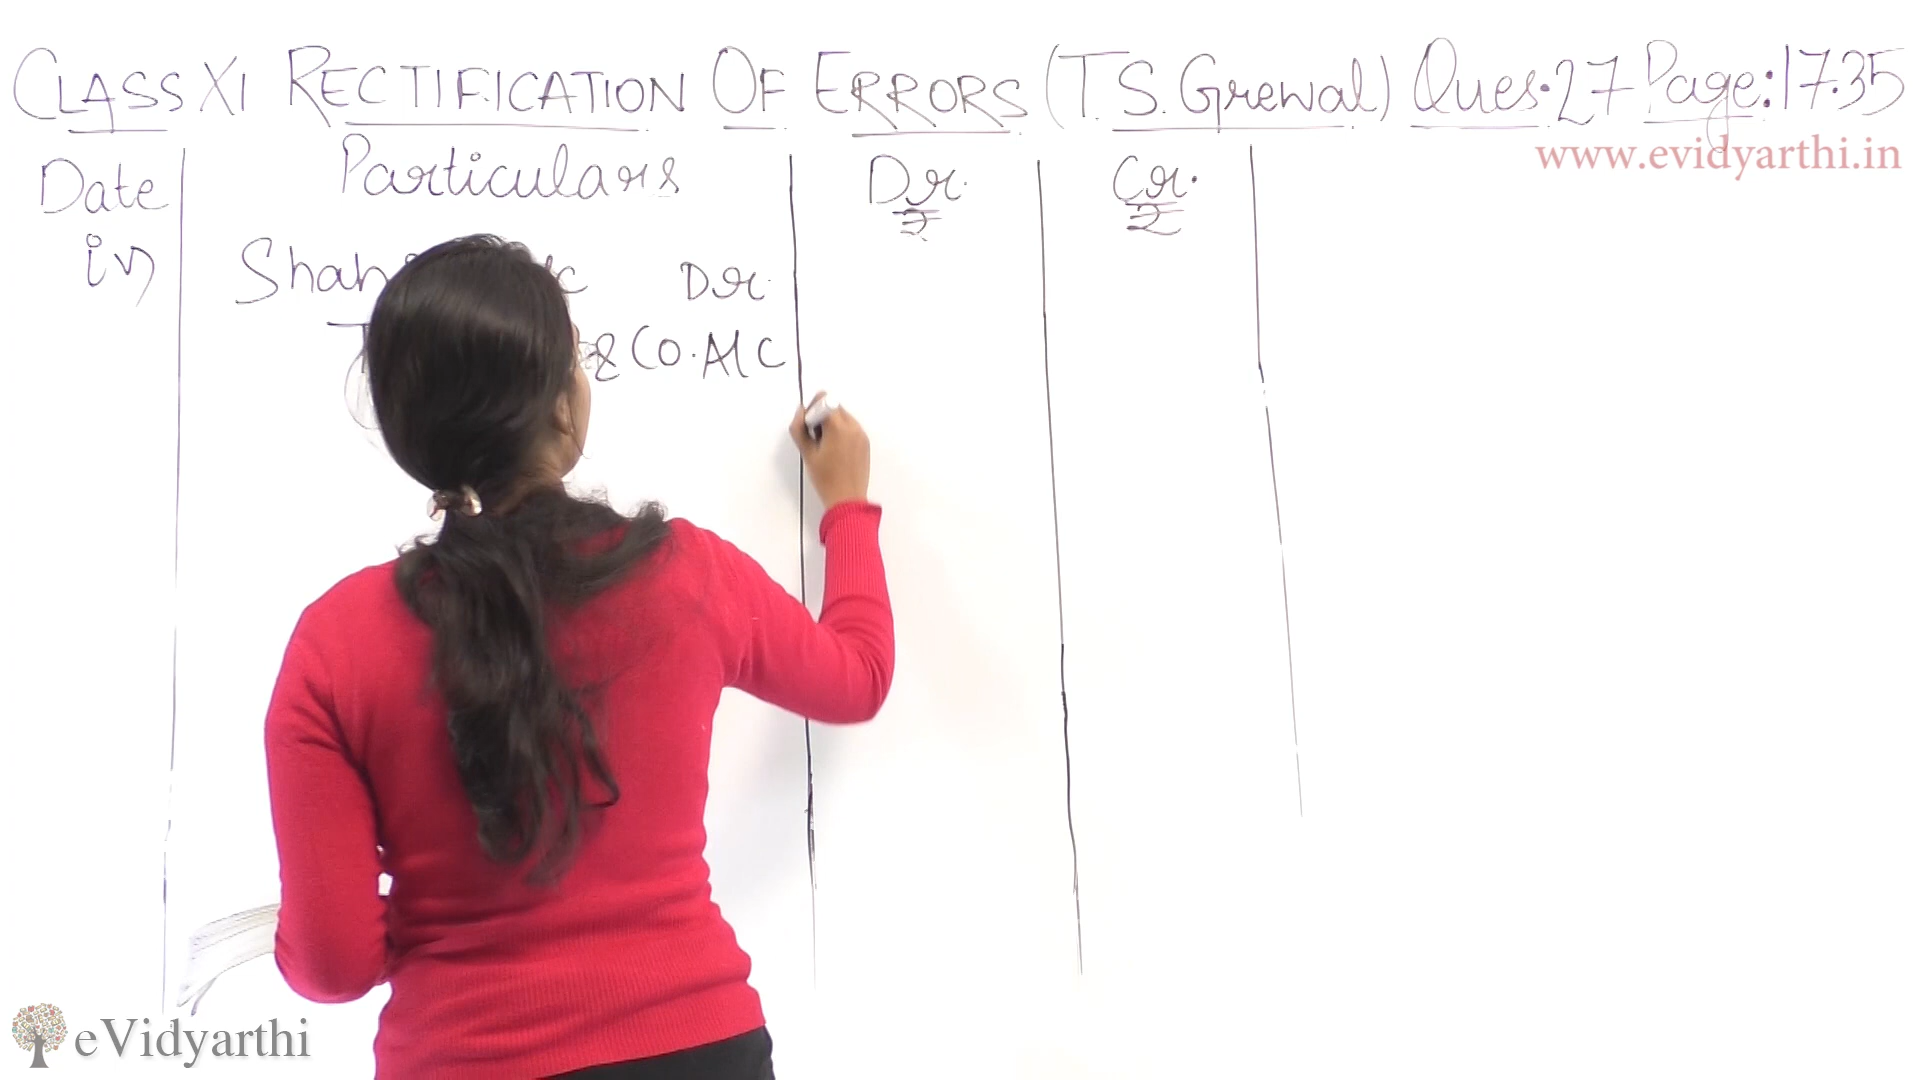 CLASS XI RECTIFICATION OF ERRORS (T.S. Grewal) Ques.27 Page:17.35
www.evidyarthi.in
Date Particulars Dr. Cr.
₹ ₹
iv) Dr.
& Co. A/C
eVidyarthi